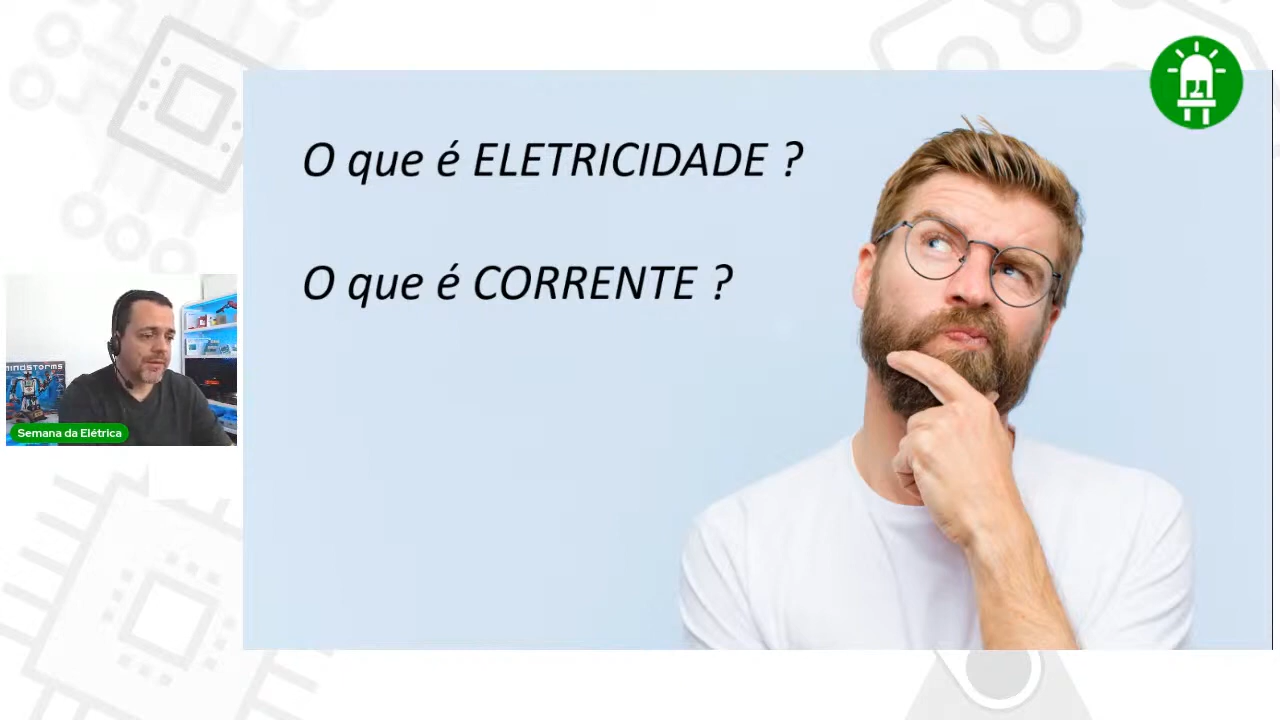 O que é ELETRICIDADE ?
O que é CORRENTE ?
MINDSTORMS
Semana da Elétrica